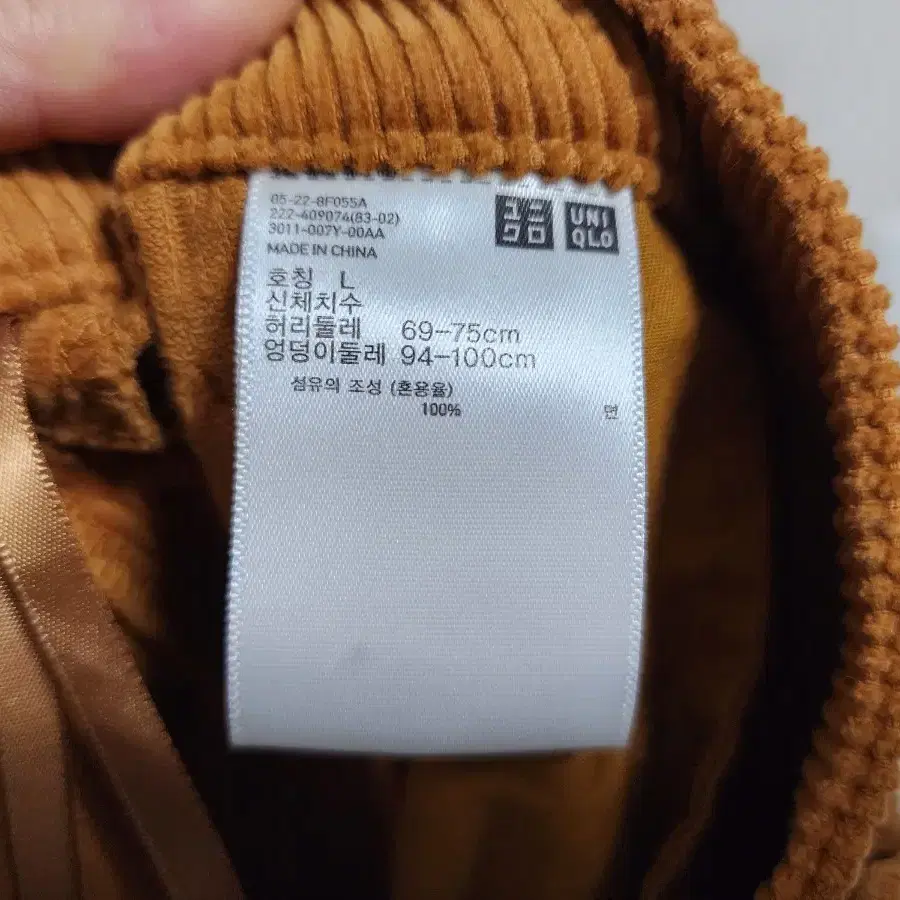 05-22-8F055A
222-409074(83-02)
3011-007Y-00AA
MADE IN CHINA
ユニ
クロ
UNI
QLO
호칭 L
신체치수
허리둘레 69-75cm
엉덩이둘레 94-100cm
섬유의 조성 (혼용율)
100% 면